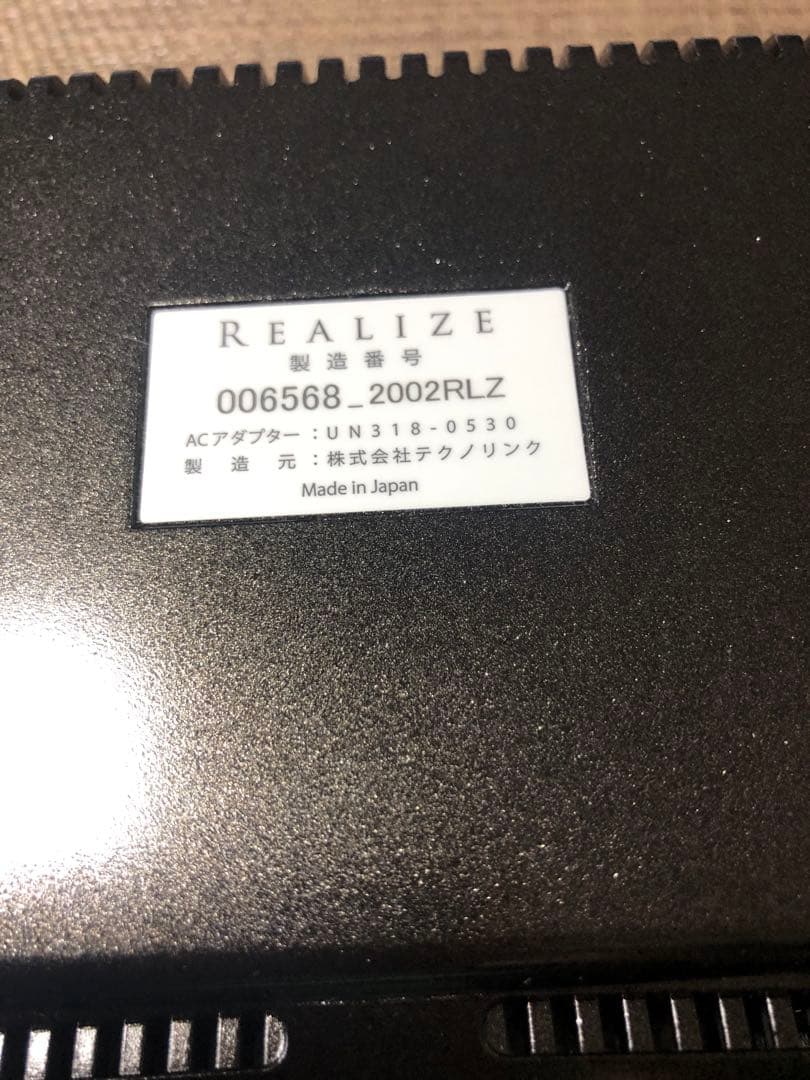 REALIZE
製造番号
006568_2002RLZ
ACアダプター：UN318-0530
製造元：株式会社テクノリンク
Made in Japan